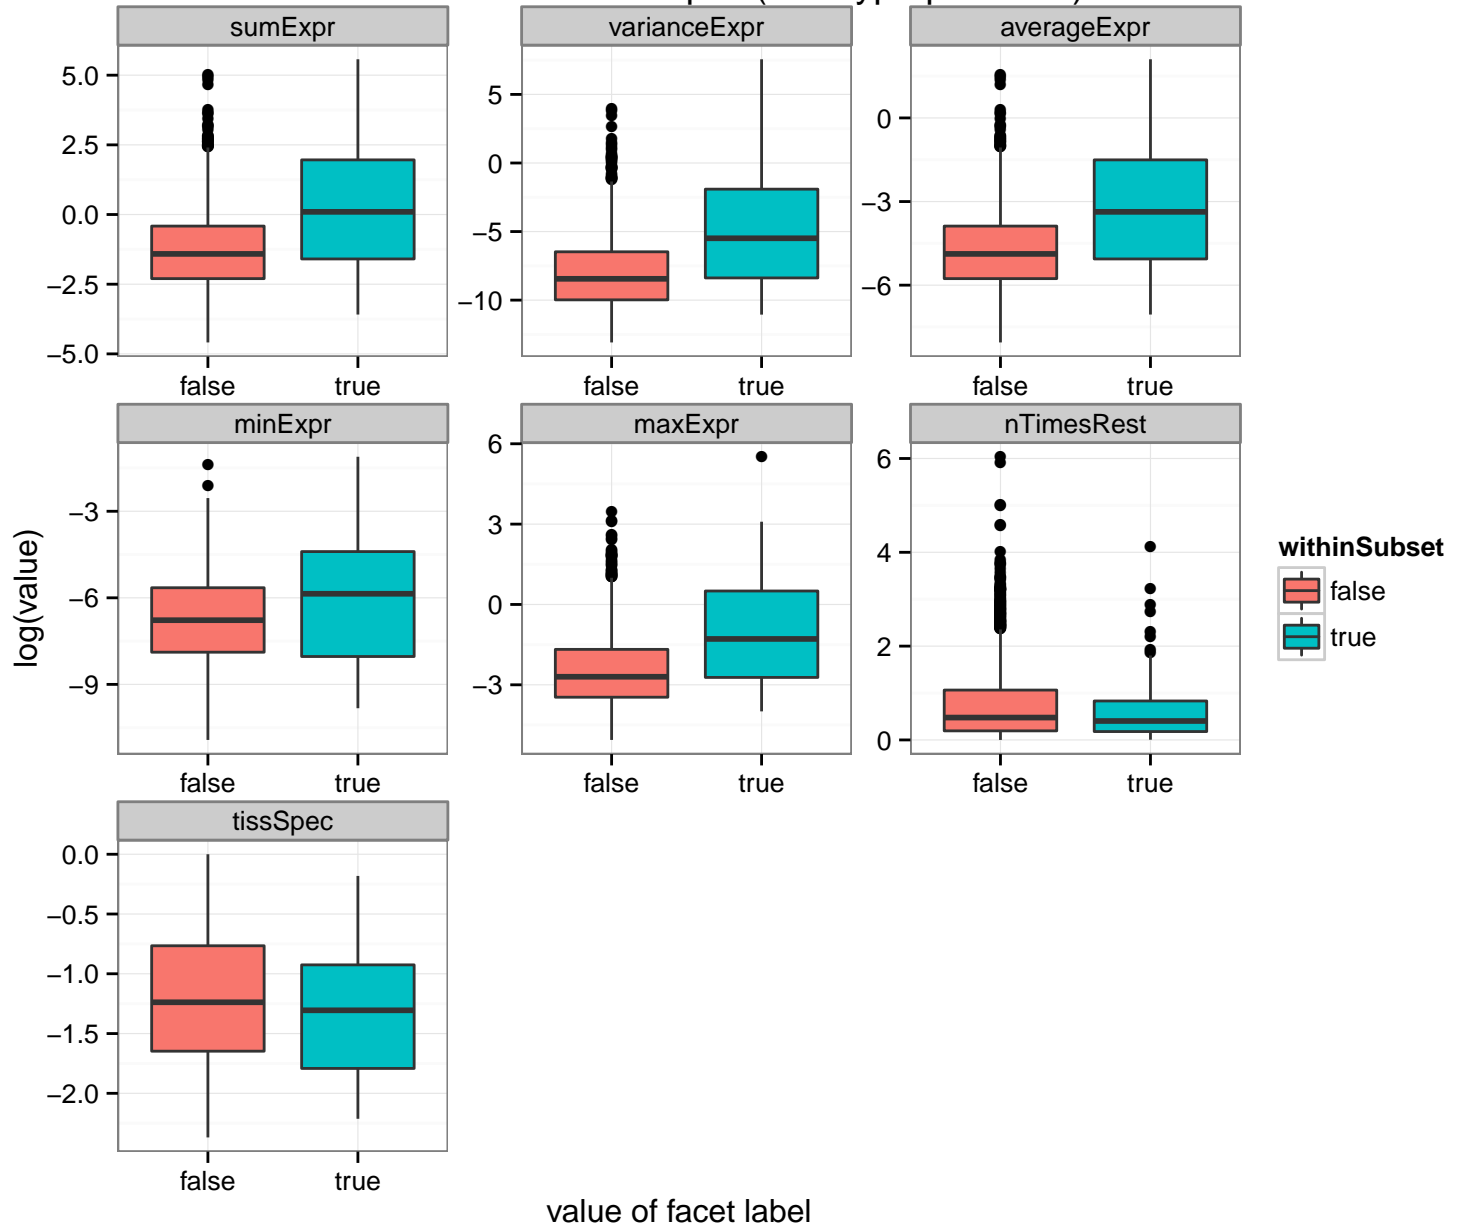 sumExpr
varianceExpr
averageExpr
5.0
2.5
0.0
−2.5
−5.0
5
0
−5
−10
0
−3
−6
false true
false true
false true
minExpr
maxExpr
nTimesRest
−3
−6
−9
6
3
0
−3
6
4
2
0
false true
false true
false true
tissSpec
0.0
−0.5
−1.0
−1.5
−2.0
false true
log(value)
value of facet label
withinSubset
false
true